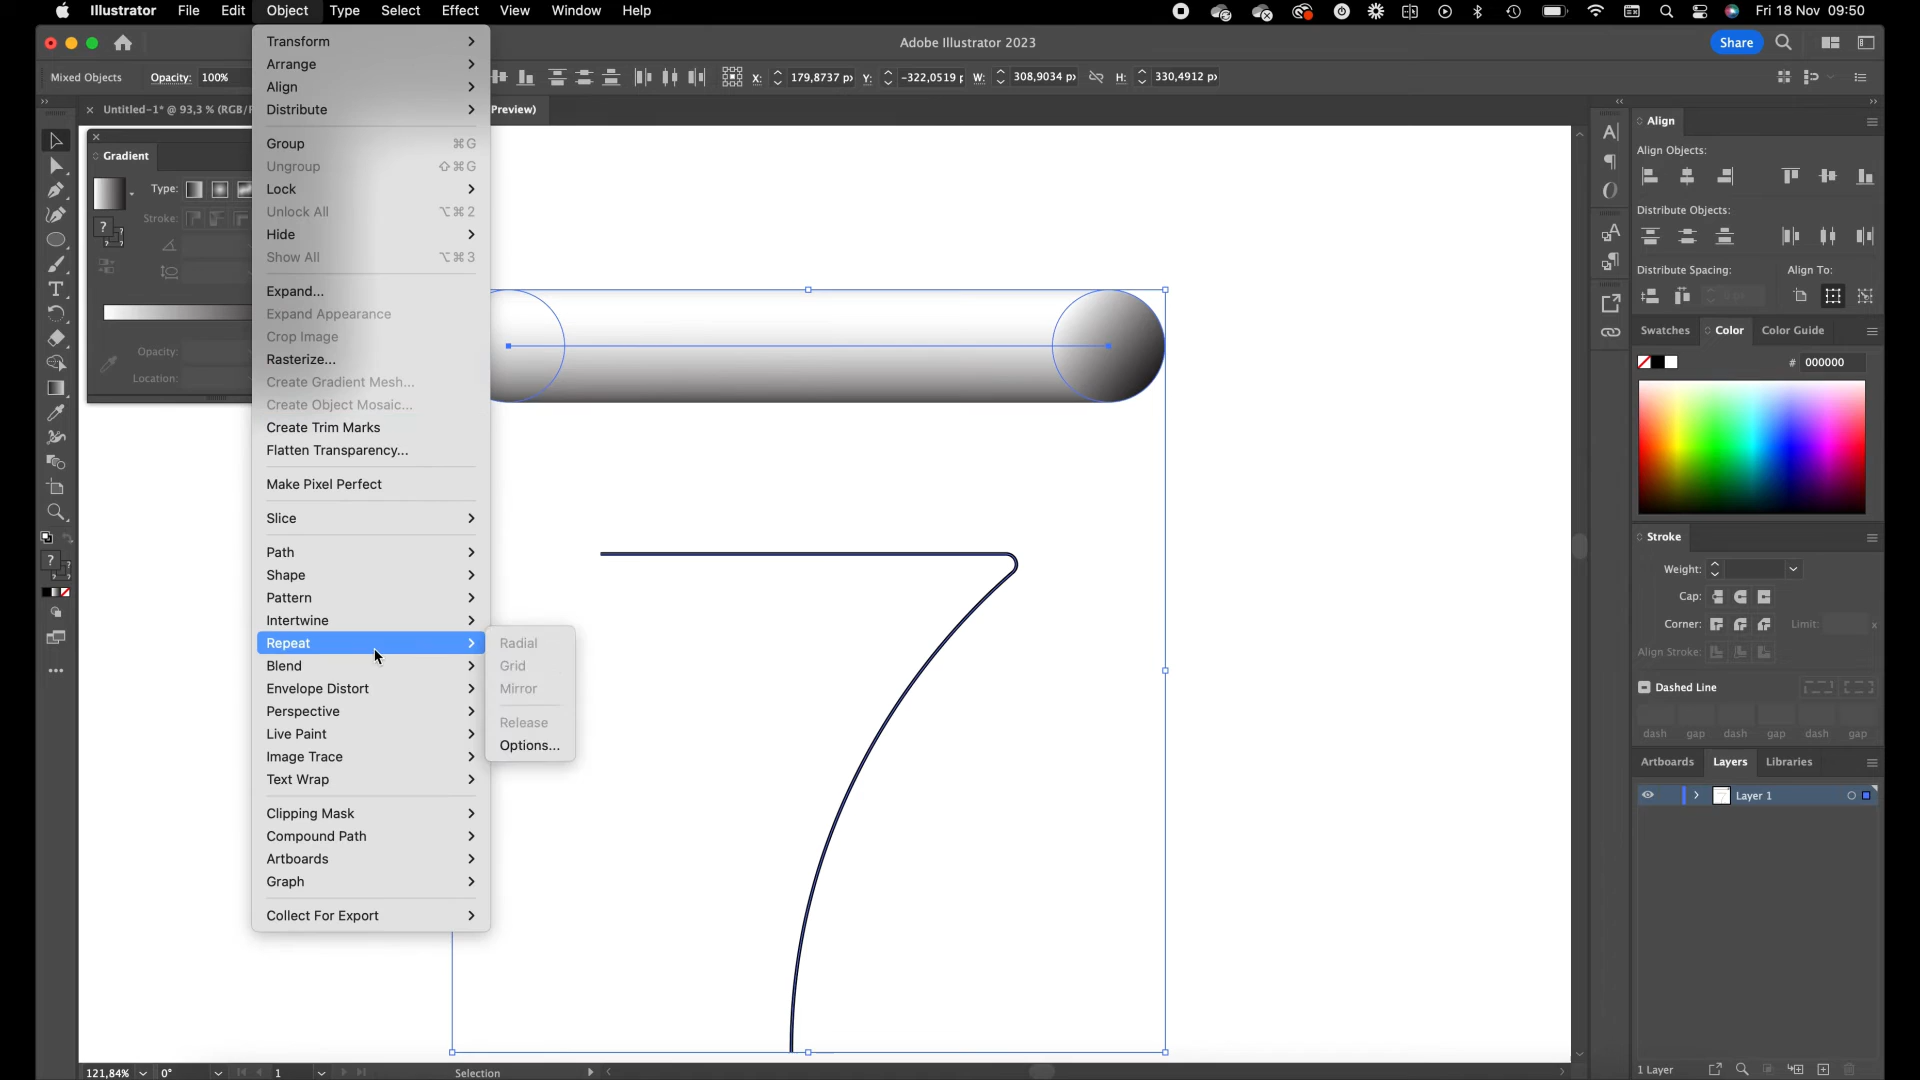 Illustrator File Edit Object Type Select Effect View Window Help
Fri 18 Nov 09:50
Adobe Illustrator 2023
Share
Mixed Objects Opacity: 100%
X: 179,8737 px Y: -322,0519 W: 308,9034 px H: 330,4912 px
Untitled-1* @ 93,3 % (RGB/ Preview)
Gradient
Type:
Stroke:
Opacity:
Location:
Transform
Arrange
Align
Distribute
Group ⌘G
Ungroup ⇧⌘G
Lock
Unlock All ⌥⌘2
Hide
Show All ⌥⌘3
Expand...
Expand Appearance
Crop Image
Rasterize...
Create Gradient Mesh...
Create Object Mosaic...
Create Trim Marks
Flatten Transparency...
Make Pixel Perfect
Slice
Path
Shape
Pattern
Intertwine
Repeat
Blend
Envelope Distort
Perspective
Live Paint
Image Trace
Text Wrap
Clipping Mask
Compound Path
Artboards
Graph
Collect For Export
Radial
Grid
Mirror
Release
Options...
Align
Align Objects:
Distribute Objects:
Distribute Spacing: Align To:
Swatches Color Color Guide
# 000000
Stroke
Weight:
Cap:
Corner: Limit: x
Align Stroke:
Dashed Line
dash gap dash gap dash gap
Artboards Layers Libraries
Layer 1
1 Layer
121,84% 0° 1 Selection